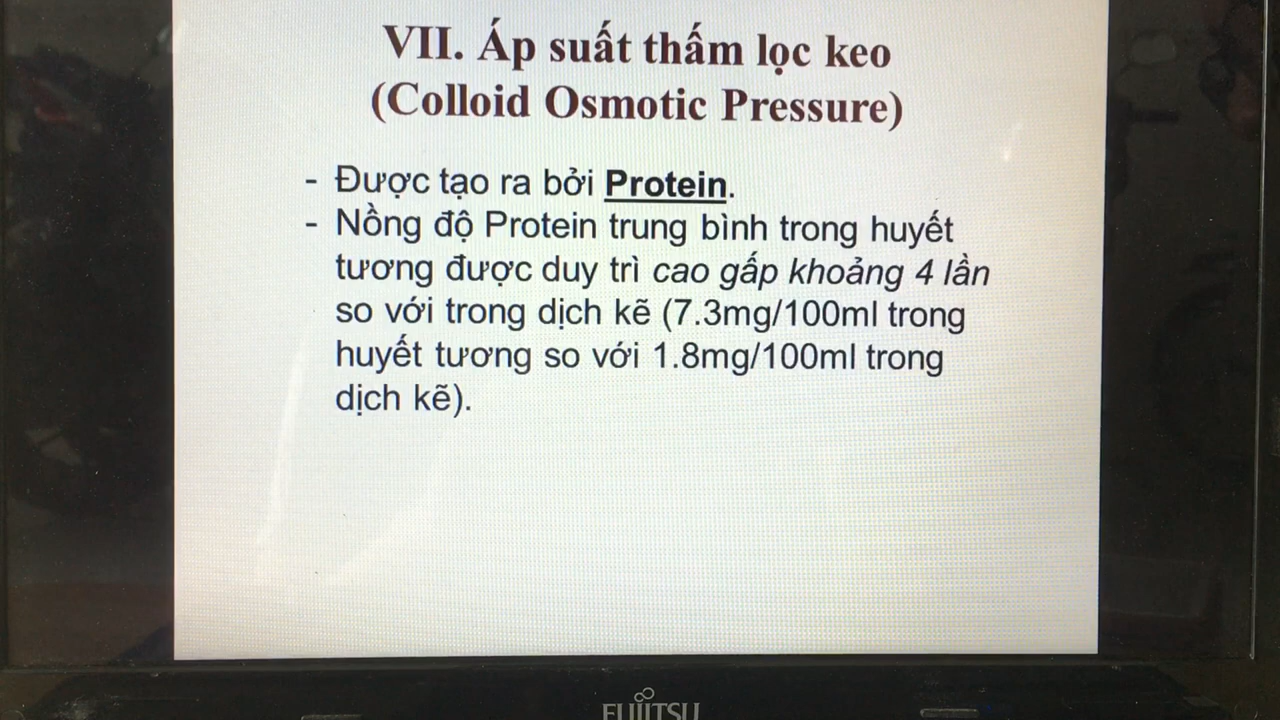 VII. Áp suất thấm lọc keo
(Colloid Osmotic Pressure)
- Được tạo ra bởi Protein.
- Nồng độ Protein trung bình trong huyết
tương được duy trì cao gấp khoảng 4 lần
so với trong dịch kẽ (7.3mg/100ml trong
huyết tương so với 1.8mg/100ml trong
dịch kẽ).
FUJITSU